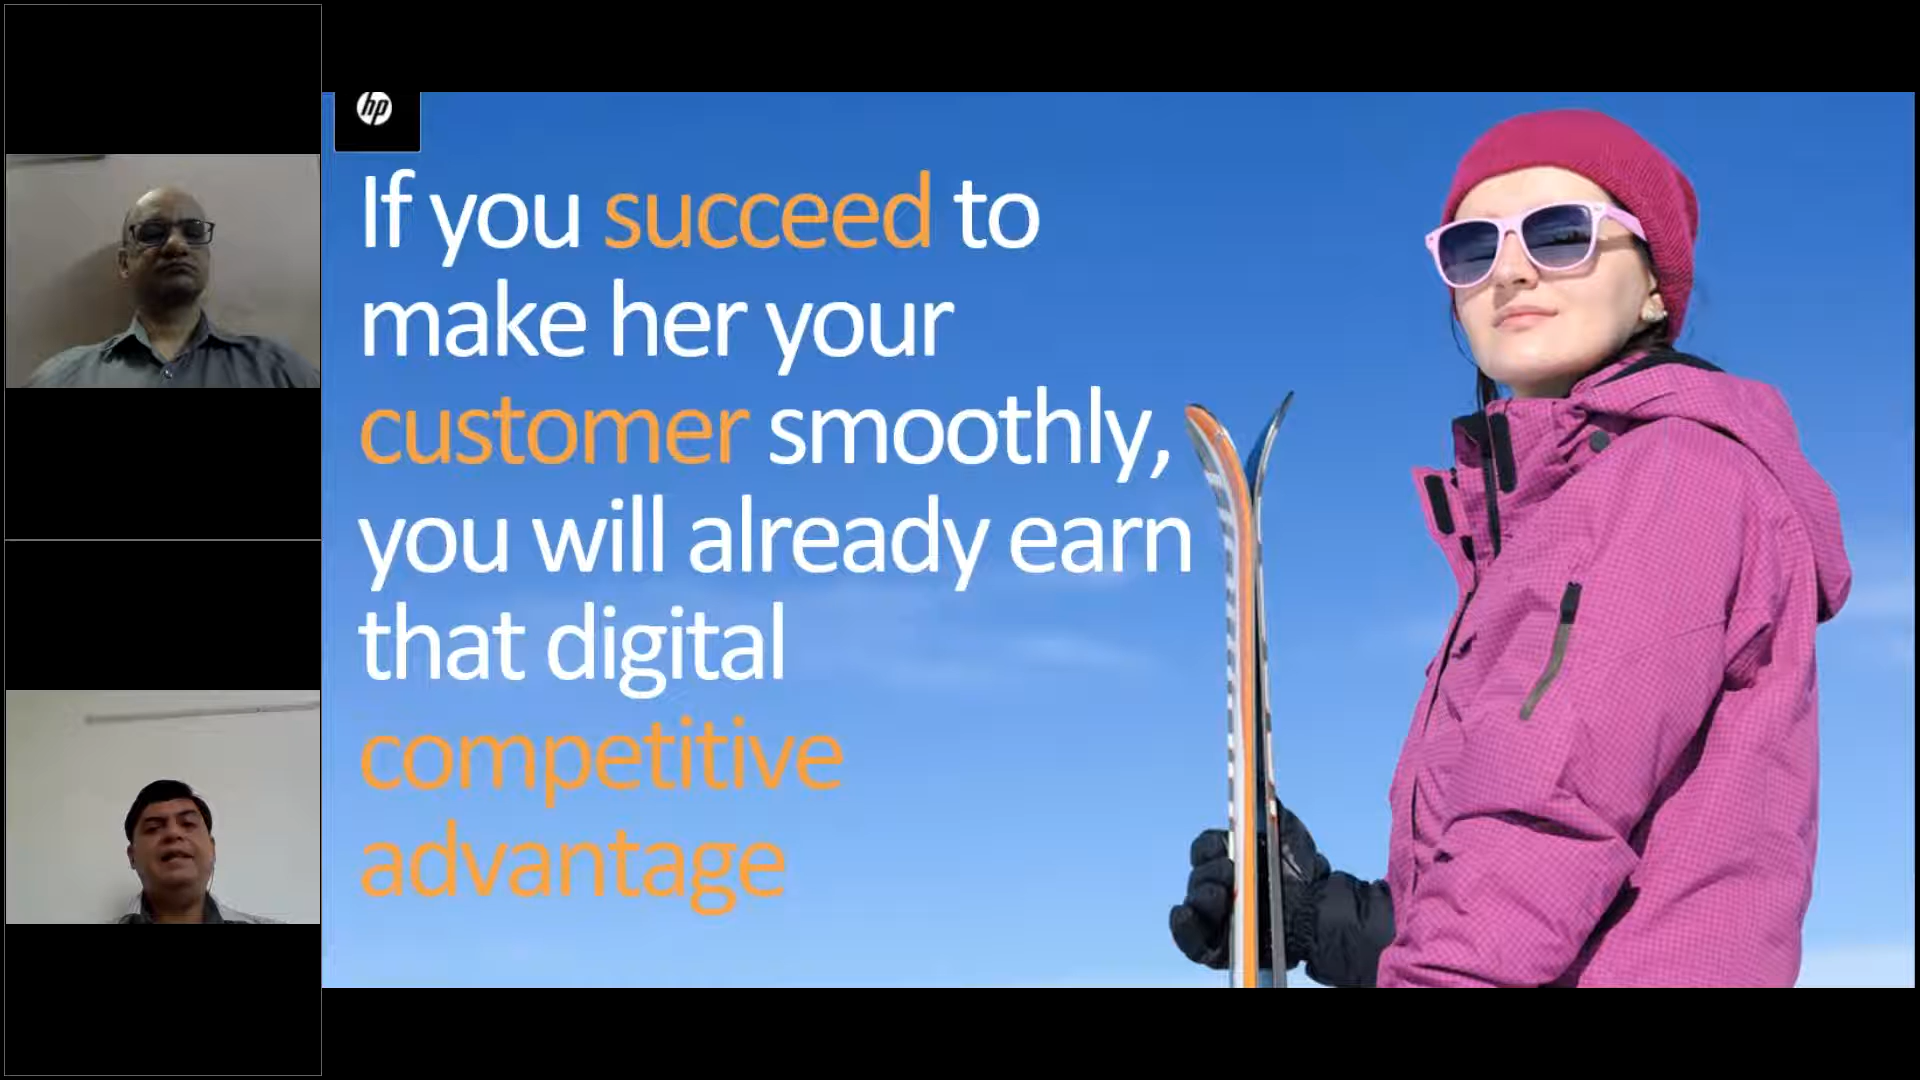 hp
If you succeed to
make her your
customer smoothly,
you will already earn
that digital
competitive
advantage